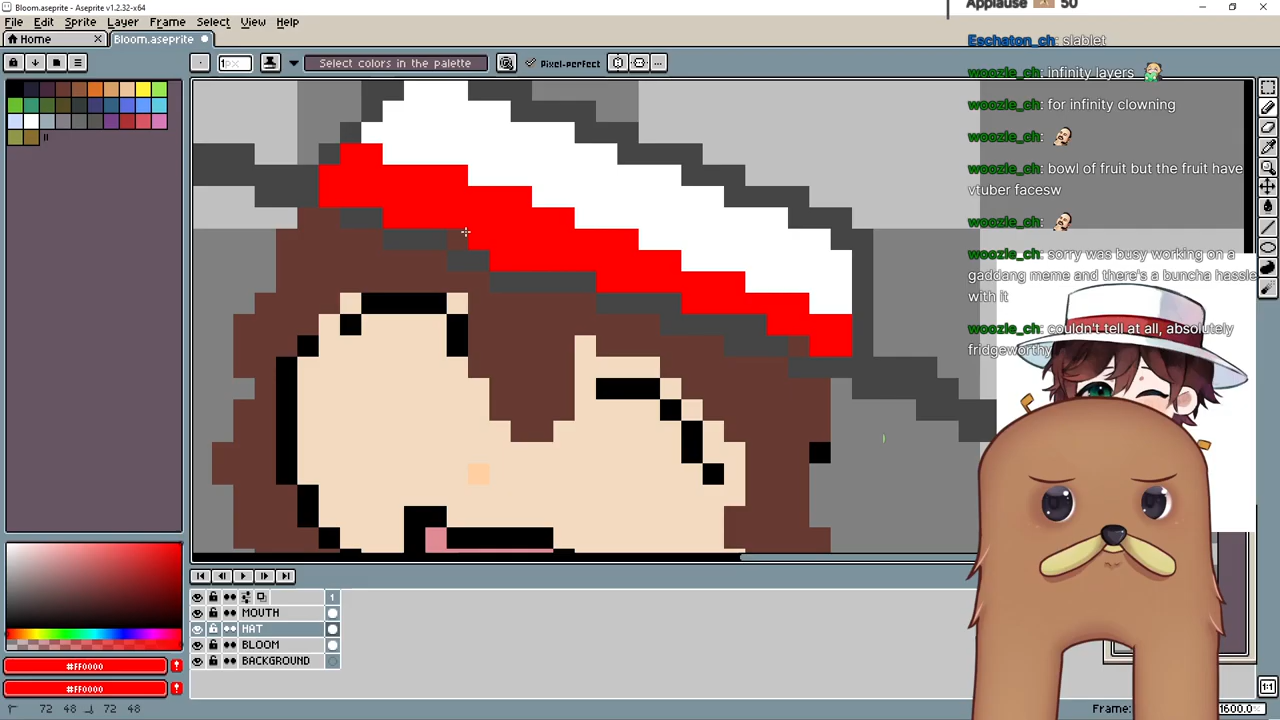 Bloom.aseprite - Aseprite v1.2.32-x64
File Edit Sprite Layer Frame Select View Help
Home Bloom.aseprite
1px Select colors in the palette Pixel-perfect
Applause 50
Eschaton_ch: slablet
woozle_ch: infinity layers
woozle_ch: for infinity clowning
woozle_ch:
woozle_ch: bowl of fruit but the fruit have
vtuber facesw
woozle_ch:
woozle_ch: sorry was busy working on a
gaddang meme and there's a buncha hassle
with it
woozle_ch: couldn't tell at all, absolutely
fridgeworthy
1
MOUTH
HAT
BLOOM
BACKGROUND
#FF0000
#FF0000
72 48 72 48
Frame:
1600.0
1:1